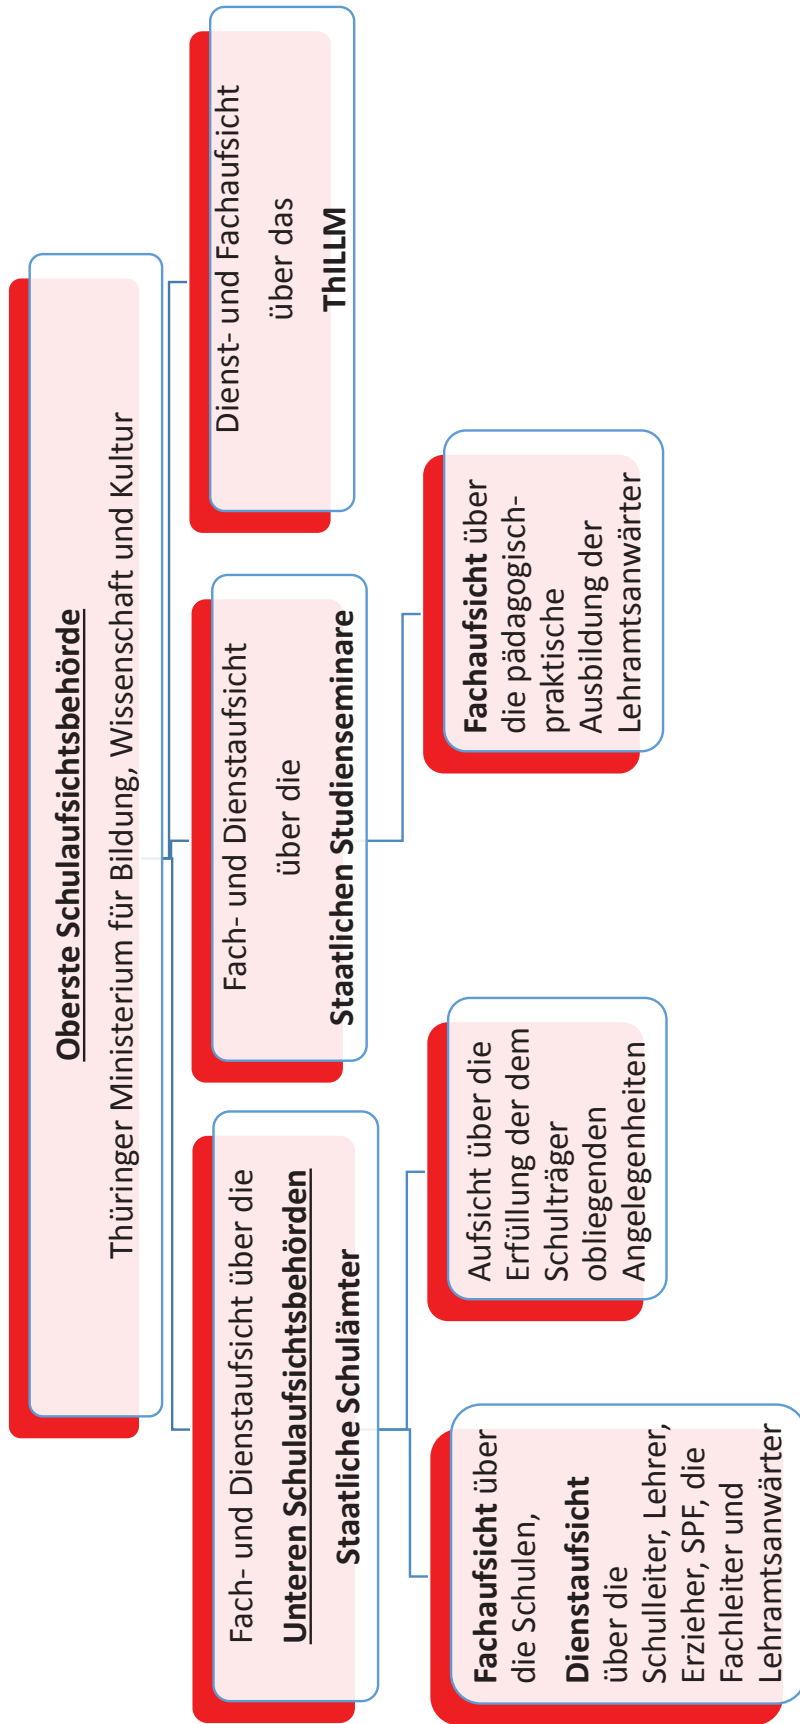 Oberste Schulaufsichtsbehörde
Thüringer Ministerium für Bildung, Wissenschaft und Kultur
Fach- und Dienstaufsicht über die
Unteren Schulaufsichtsbehörden
Staatliche Schulämter
Fach- und Dienstaufsicht
über die
Staatlichen Studienseminare
Dienst- und Fachaufsicht
über das
ThILLM
Fachaufsicht über
die Schulen,
Dienstaufsicht
über die
Schulleiter, Lehrer,
Erzieher, SPF, die
Fachleiter und
Lehramtsanwärter
Aufsicht über die
Erfüllung der dem
Schulträger
obliegenden
Angelegenheiten
Fachaufsicht über
die pädagogisch-
praktische
Ausbildung der
Lehramtsanwärter